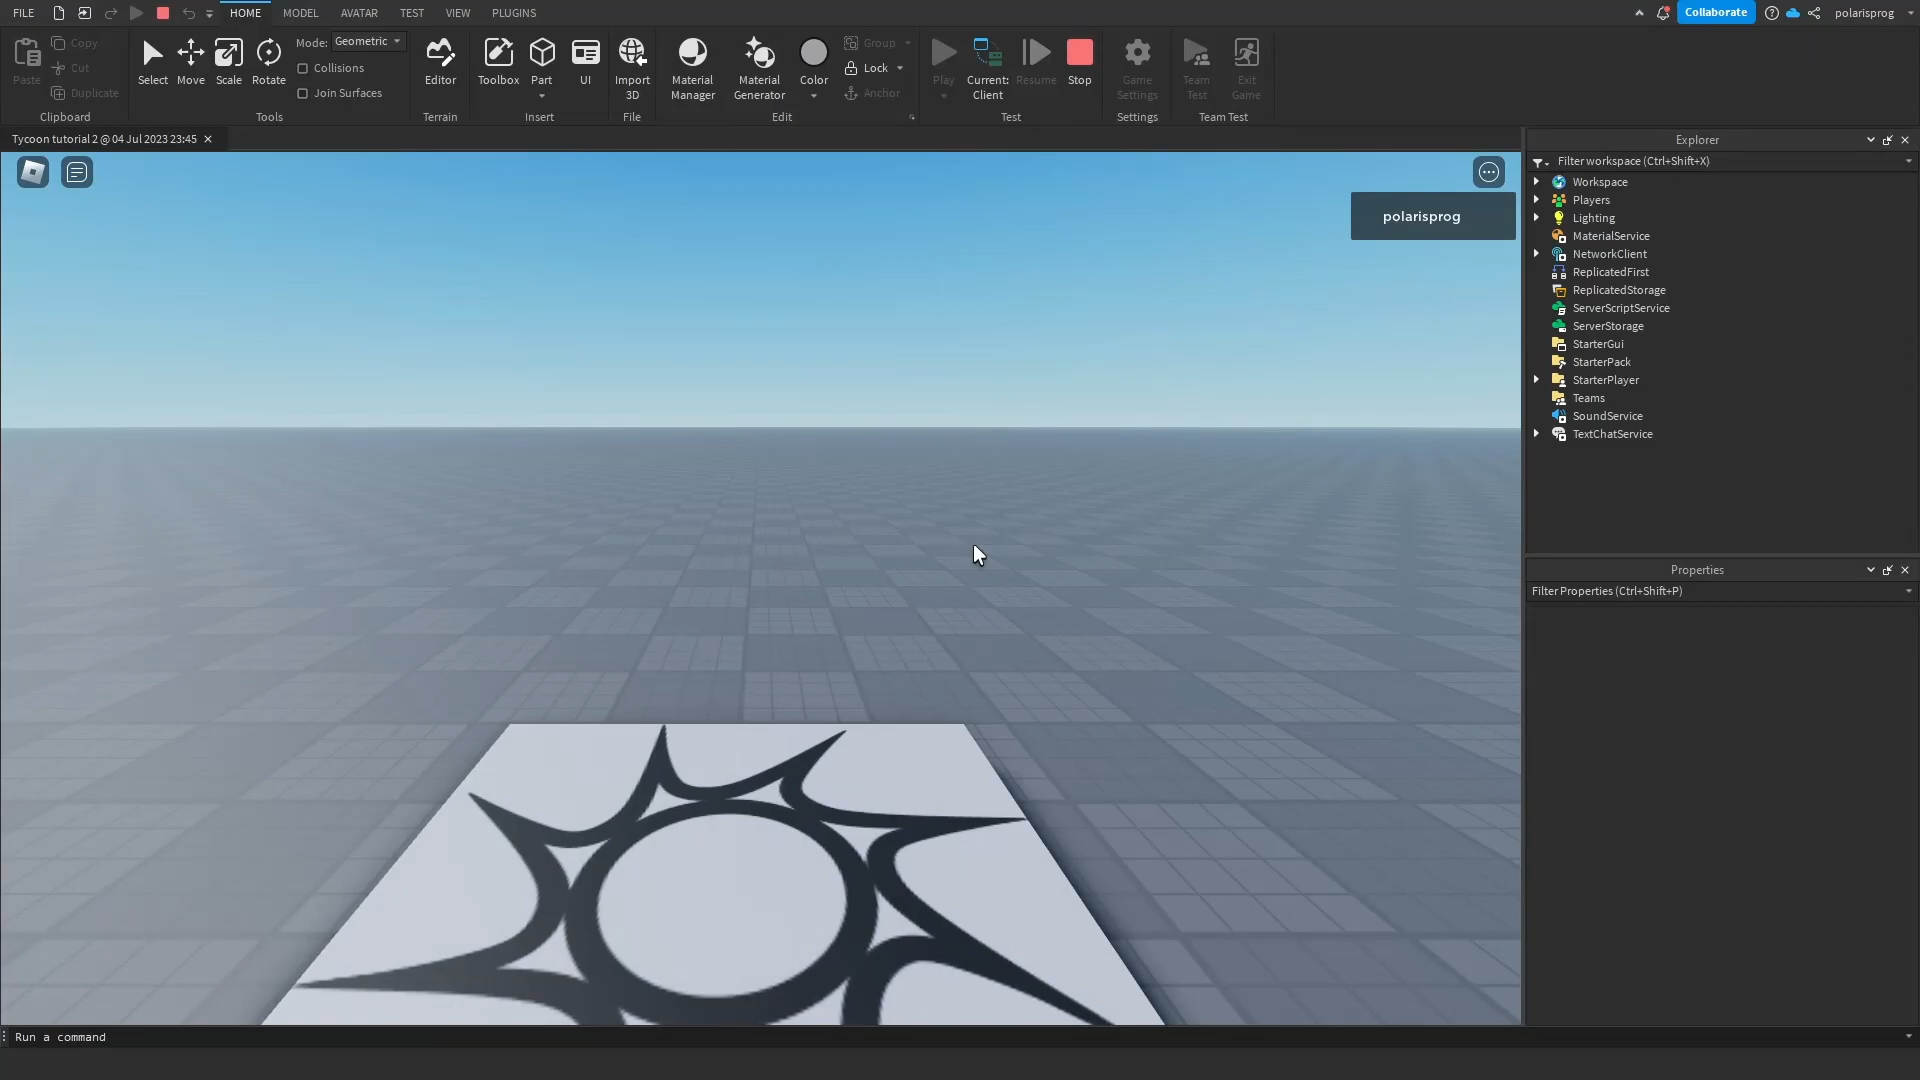 FILE HOME MODEL AVATAR TEST VIEW PLUGINS Collaborate polarisprog
Paste Copy Cut Duplicate
Clipboard
Select Move Scale Rotate
Mode: Geometric
Collisions
Join Surfaces
Tools
Editor
Terrain
Toolbox Part UI
Insert
Import 3D
File
Material Manager
Material Generator
Color
Group
Lock
Anchor
Edit
Play
Current: Client
Resume
Stop
Test
Game Settings
Settings
Team Test
Exit Game
Team Test
Tycoon tutorial 2 @ 04 Jul 2023 23:45
polarisprog
Explorer
Filter workspace (Ctrl+Shift+X)
Workspace
Players
Lighting
MaterialService
NetworkClient
ReplicatedFirst
ReplicatedStorage
ServerScriptService
ServerStorage
StarterGui
StarterPack
StarterPlayer
Teams
SoundService
TextChatService
Properties
Filter Properties (Ctrl+Shift+P)
Run a command